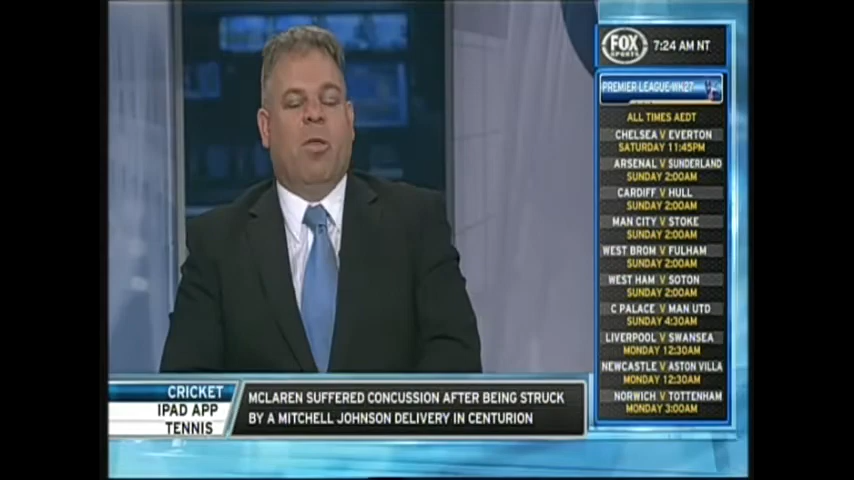 FOX
SPORTS
7:24 AM NT
PREMIER LEAGUE WK27
ALL TIMES AEDT
CHELSEA V EVERTON
SATURDAY 11:45PM
ARSENAL V SUNDERLAND
SUNDAY 2:00AM
CARDIFF V HULL
SUNDAY 2:00AM
MAN CITY V STOKE
SUNDAY 2:00AM
WEST BROM V FULHAM
SUNDAY 2:00AM
WEST HAM V SOTON
SUNDAY 2:00AM
C PALACE V MAN UTD
SUNDAY 4:30AM
LIVERPOOL V SWANSEA
MONDAY 12:30AM
NEWCASTLE V ASTON VILLA
MONDAY 12:30AM
NORWICH V TOTTENHAM
MONDAY 3:00AM
CRICKET
IPAD APP
TENNIS
MCLAREN SUFFERED CONCUSSION AFTER BEING STRUCK
BY A MITCHELL JOHNSON DELIVERY IN CENTURION